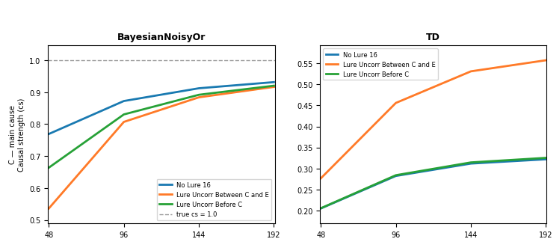 BayesianNoisyOr
C — main cause
Causal strength (cs)
1.0
0.9
0.8
0.7
0.6
0.5
No Lure 16
Lure Uncorr Between C and E
Lure Uncorr Before C
true cs = 1.0
48
96
144
192
TD
0.55
0.50
0.45
0.40
0.35
0.30
0.25
0.20
No Lure 16
Lure Uncorr Between C and E
Lure Uncorr Before C
48
96
144
192